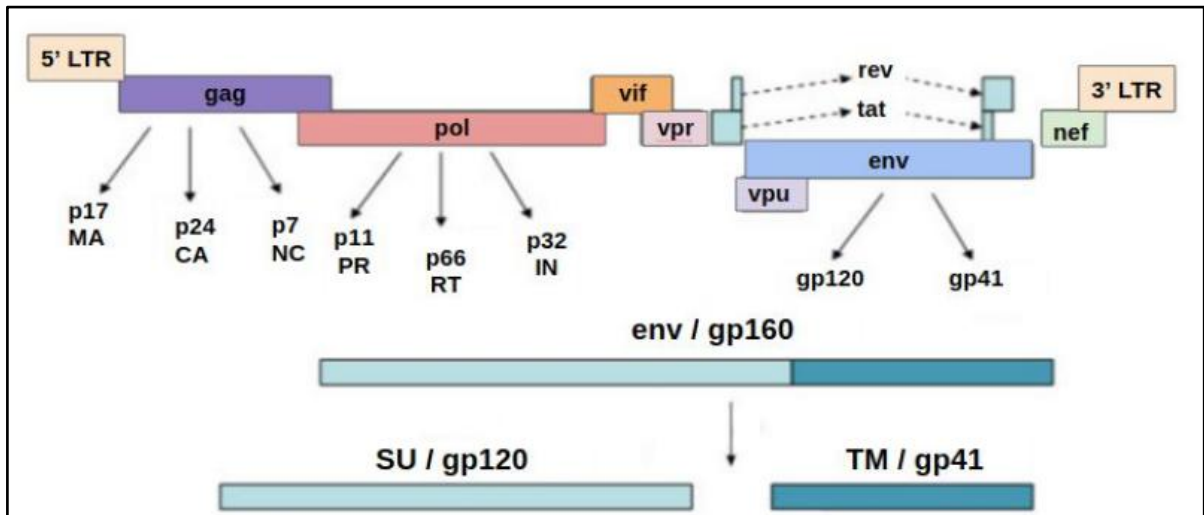 5' LTR
gag
pol
vif
vpr
rev
tat
env
vpu
nef
3' LTR
p17
MA
p24
CA
p7
NC
p11
PR
p66
RT
p32
IN
gp120
gp41
env / gp160
SU / gp120
TM / gp41